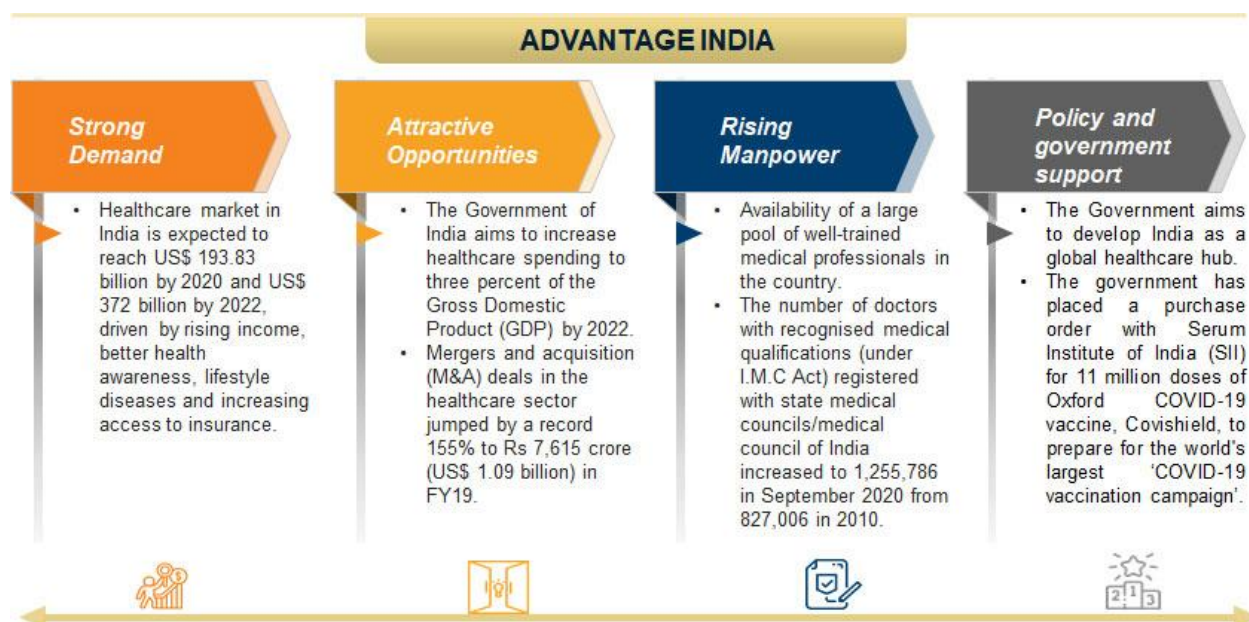 ADVANTAGE INDIA
Strong
Demand
• Healthcare market in
India is expected to
reach US$ 193.83
billion by 2020 and US$
372 billion by 2022,
driven by rising income,
better health
awareness, lifestyle
diseases and increasing
access to insurance.
Attractive
Opportunities
• The Government of
India aims to increase
healthcare spending to
three percent of the
Gross Domestic
Product (GDP) by 2022.
• Mergers and acquisition
(M&A) deals in the
healthcare sector
jumped by a record
155% to Rs 7,615 crore
(US$ 1.09 billion) in
FY19.
Rising
Manpower
• Availability of a large
pool of well-trained
medical professionals in
the country.
• The number of doctors
with recognised medical
qualifications (under
I.M.C Act) registered
with state medical
councils/medical
council of India
increased to 1,255,786
in September 2020 from
827,006 in 2010.
Policy and
government
support
• The Government aims
to develop India as a
global healthcare hub.
• The government has
placed a purchase
order with Serum
Institute of India (SII)
for 11 million doses of
Oxford COVID-19
vaccine, Covishield, to
prepare for the world's
largest 'COVID-19
vaccination campaign'.
$
2 1 3